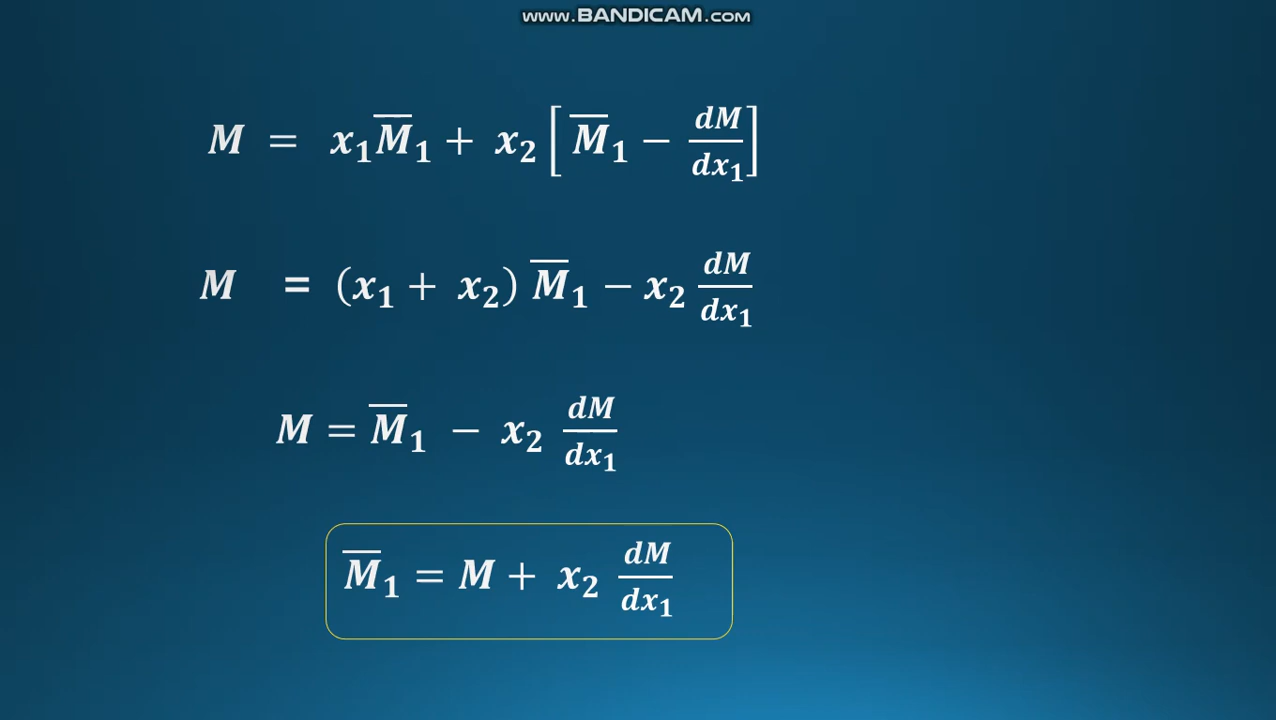 www.BANDICAM.com
M = x₁M̅₁ + x₂ [ M̅₁ − dM/dx₁ ]
M = (x₁ + x₂) M̅₁ − x₂ dM/dx₁
M = M̅₁ − x₂ dM/dx₁
M̅₁ = M + x₂ dM/dx₁